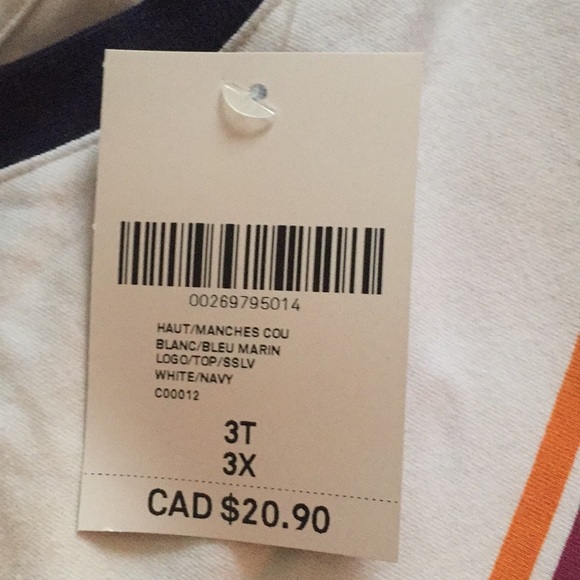 00269795014
HAUT/MANCHES COU
BLANC/BLEU MARIN
LOGO/TOP/SSLV
WHITE/NAVY
C00012
3T
3X
CAD $20.90